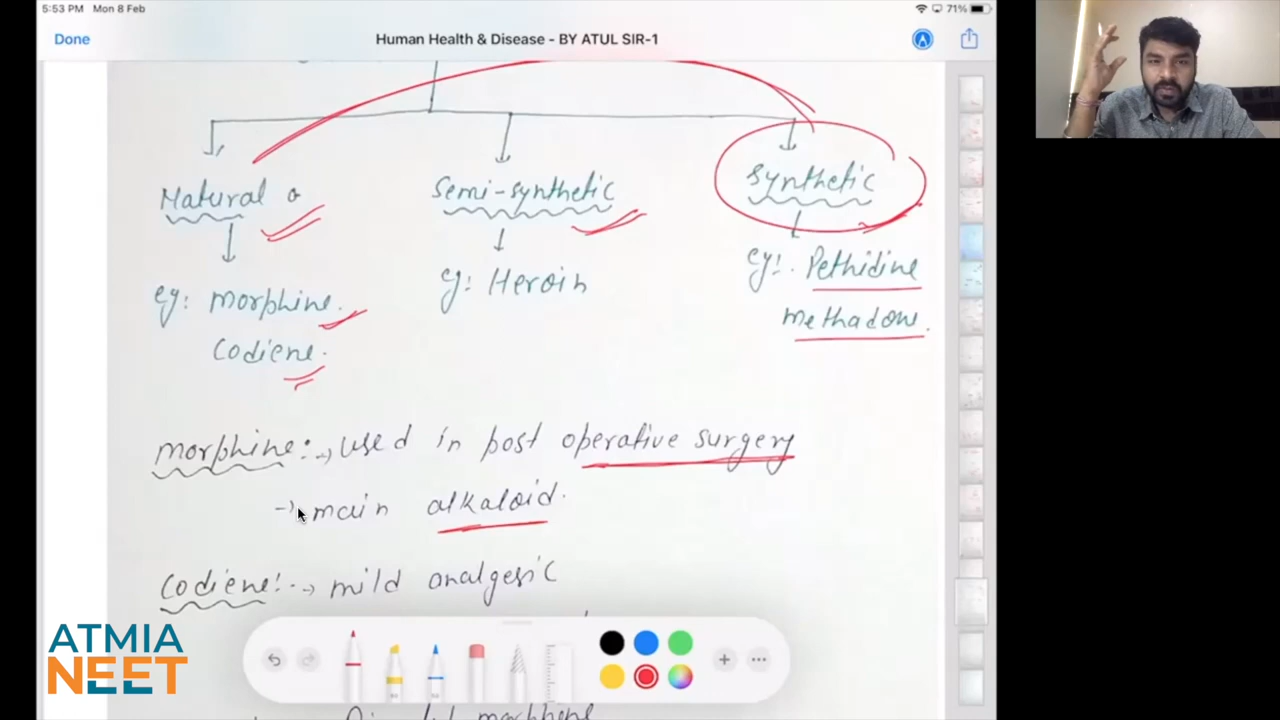 5:53 PM Mon 8 Feb
71%
Done
Human Health & Disease - BY ATUL SIR-1
Natural
Semi-synthetic
Synthetic
eg: morphine.
Codiene.
eg: Heroin
eg: Pethidine
methadone.
morphine: → used in post operative surgery
→ main alkaloid.
Codiene: → mild analgesic
morphene
ATMIA
NEET